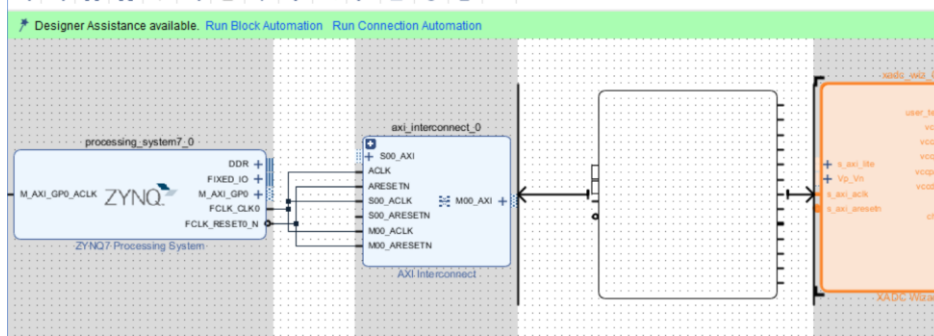 Designer Assistance available. Run Block Automation Run Connection Automation
processing_system7_0
DDR
FIXED_IO
M_AXI_GP0_ACLK
ZYNQ
M_AXI_GP0
FCLK_CLK0
FCLK_RESET0_N
ZYNQ7 Processing System
axi_interconnect_0
S00_AXI
ACLK
ARESETN
S00_ACLK
M00_AXI
S00_ARESETN
M00_ACLK
M00_ARESETN
AXI Interconnect
s_axi_lite
Vp_Vn
s_axi_aclk
s_axi_aresetn
XADC